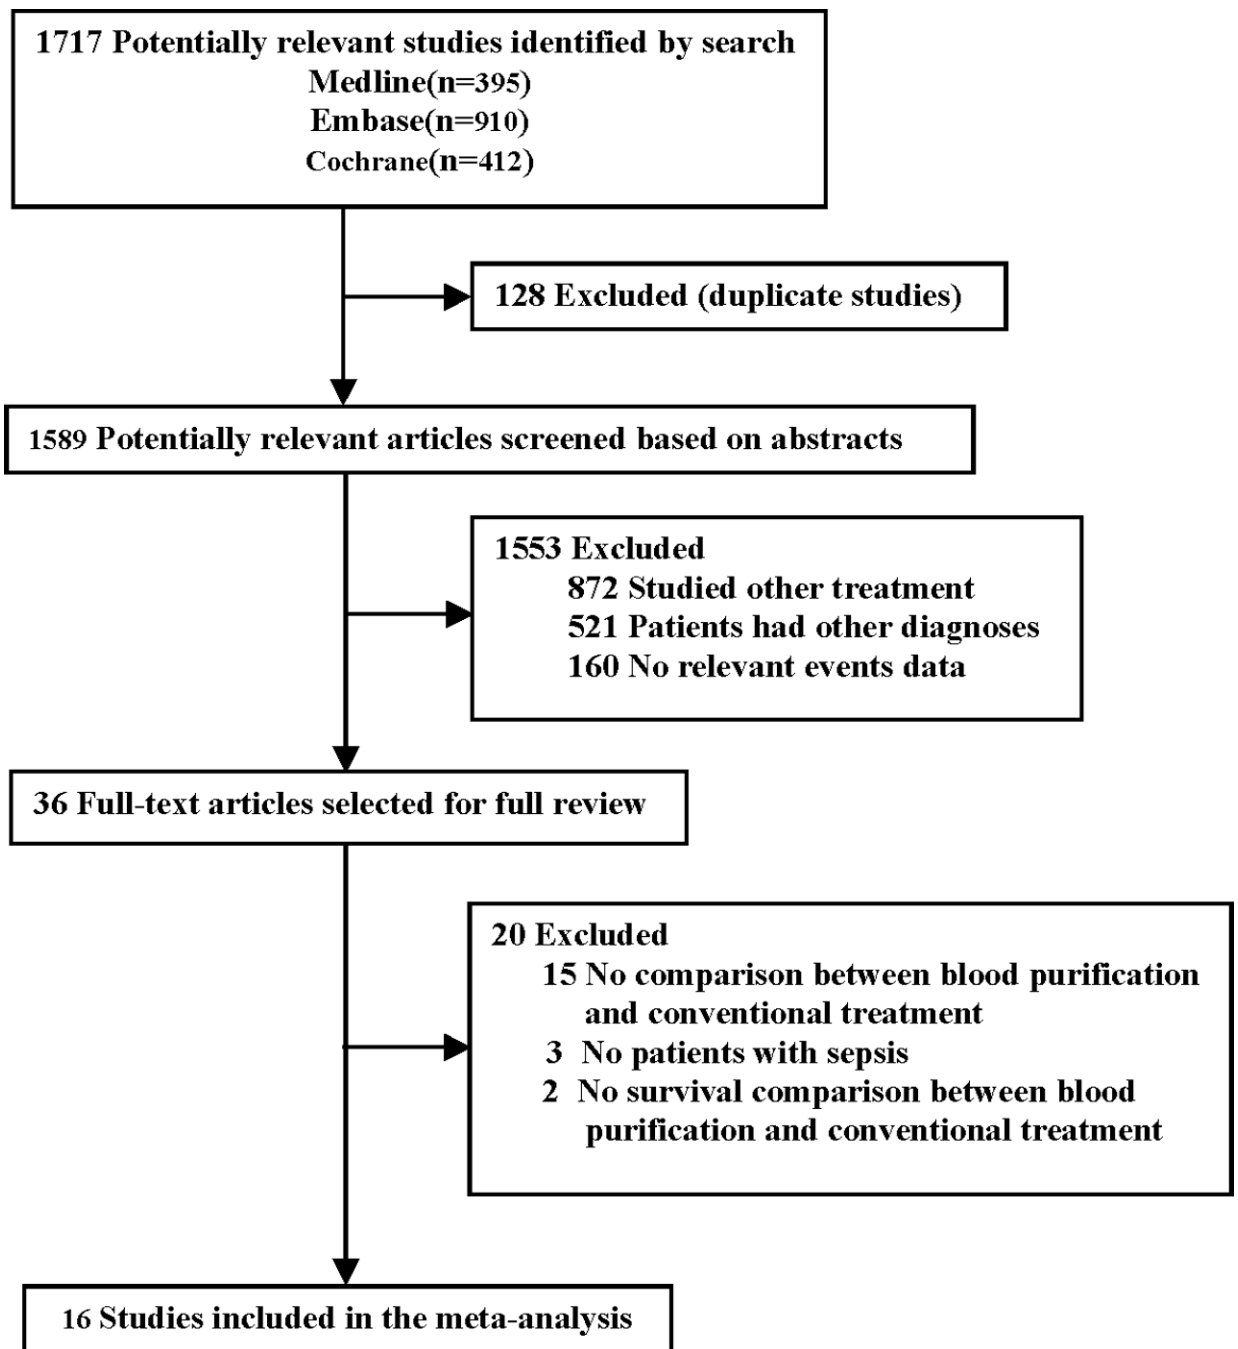 1717 Potentially relevant studies identified by search
Medline(n=395)
Embase(n=910)
Cochrane(n=412)
128 Excluded (duplicate studies)
1589 Potentially relevant articles screened based on abstracts
1553 Excluded
872 Studied other treatment
521 Patients had other diagnoses
160 No relevant events data
36 Full-text articles selected for full review
20 Excluded
15 No comparison between blood purification
and conventional treatment
3 No patients with sepsis
2 No survival comparison between blood
purification and conventional treatment
16 Studies included in the meta-analysis